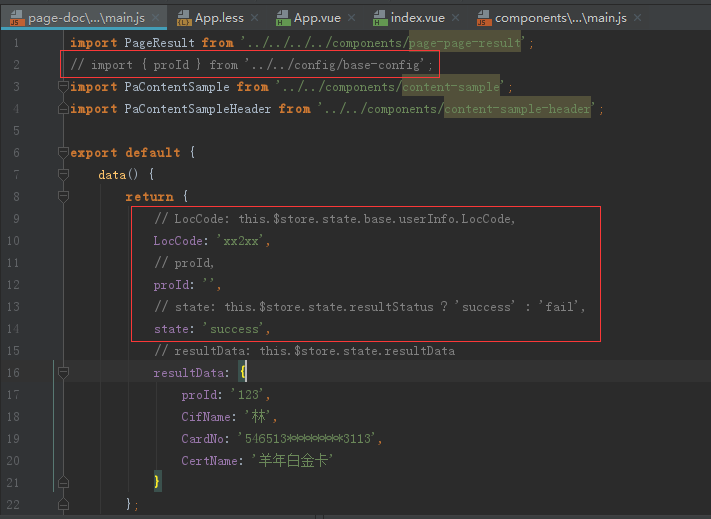 page-doc\...\main.js × App.less × App.vue × index.vue × components\...\main.js ×
1 import PageResult from '../../../../components/page-page-result';
2 // import { proId } from '../../config/base-config';
3 import PaContentSample from '../../components/content-sample';
4 import PaContentSampleHeader from '../../components/content-sample-header';
5
6 export default {
7 data() {
8 return {
9 // LocCode: this.$store.state.base.userInfo.LocCode,
10 LocCode: 'xx2xx',
11 // proId,
12 proId: '',
13 // state: this.$store.state.resultStatus ? 'success' : 'fail',
14 state: 'success',
15 // resultData: this.$store.state.resultData
16 resultData: {
17 proId: '123',
18 CifName: '林',
19 CardNo: '546513*********3113',
20 CertName: '羊年白金卡'
21 }
22 };